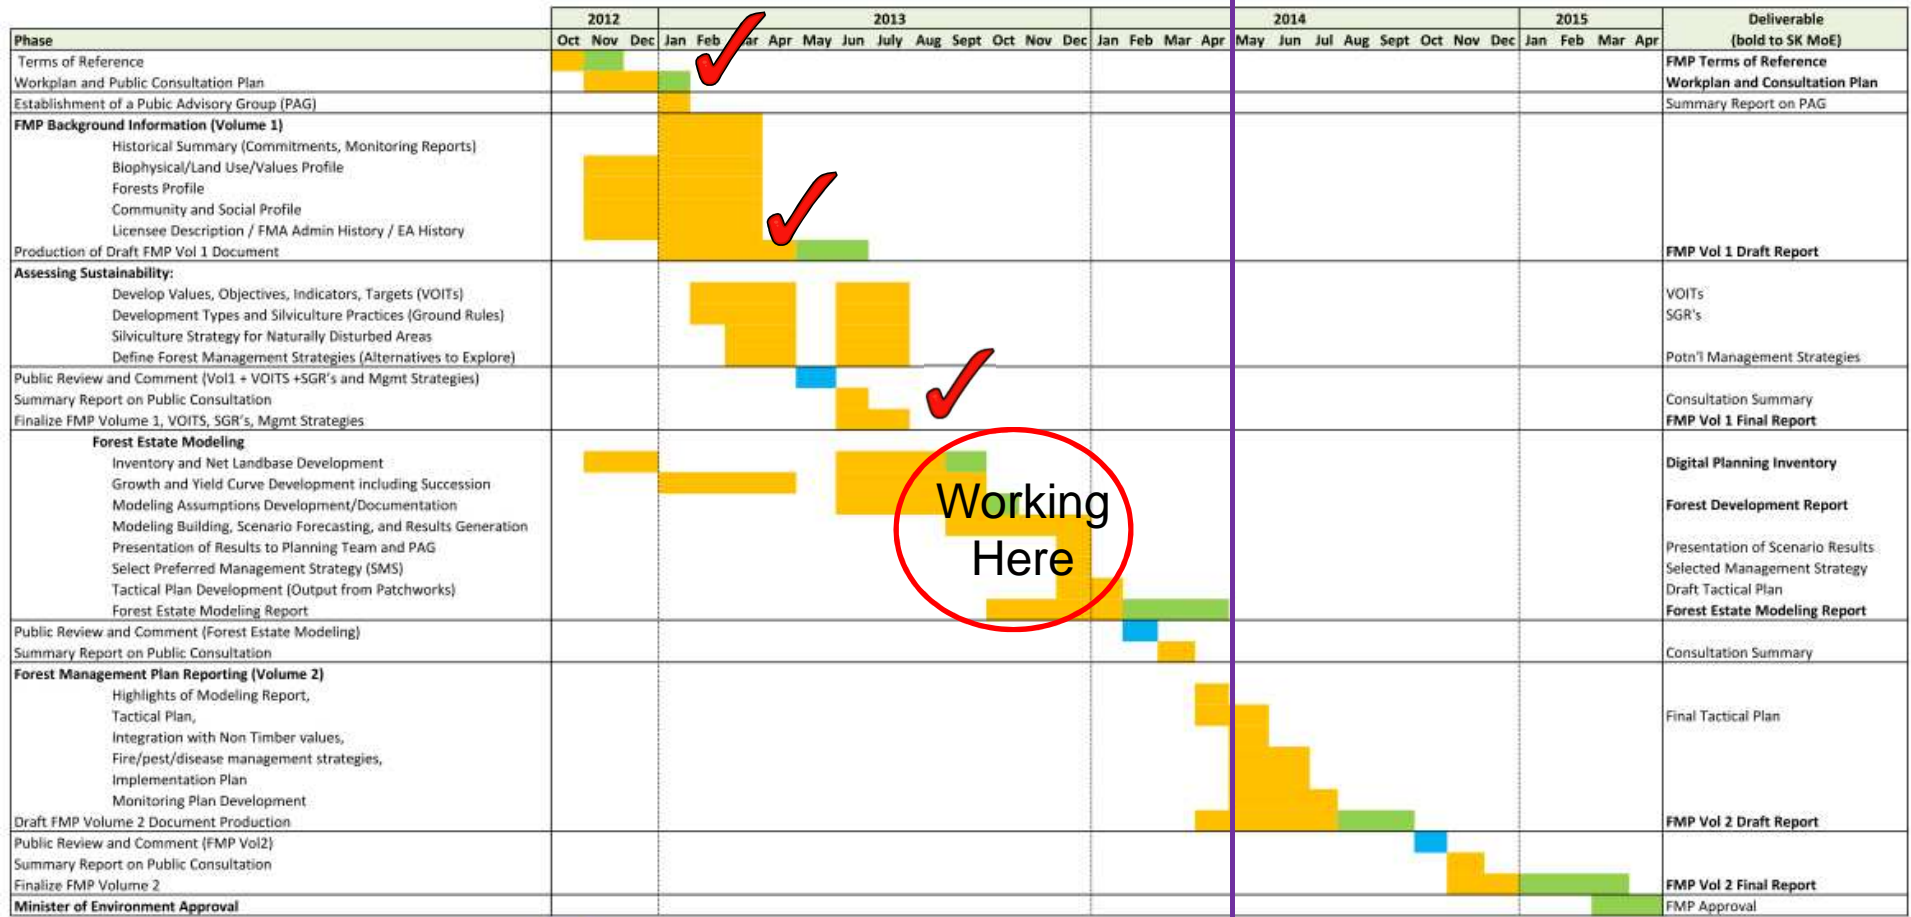 2012 2013 2014 2015 Deliverable
Phase Oct Nov Dec Jan Feb Mar Apr May Jun July Aug Sept Oct Nov Dec Jan Feb Mar Apr May Jun Jul Aug Sept Oct Nov Dec Jan Feb Mar Apr (bold to SK MoE)
Terms of Reference FMP Terms of Reference
Workplan and Public Consultation Plan Workplan and Consultation Plan
Establishment of a Pubic Advisory Group (PAG) Summary Report on PAG
FMP Background Information (Volume 1)
Historical Summary (Commitments, Monitoring Reports)
Biophysical/Land Use/Values Profile
Forests Profile
Community and Social Profile
Licensee Description / FMA Admin History / EA History
Production of Draft FMP Vol 1 Document FMP Vol 1 Draft Report
Assessing Sustainability:
Develop Values, Objectives, Indicators, Targets (VOITs) VOITs
Development Types and Silviculture Practices (Ground Rules) SGR's
Silviculture Strategy for Naturally Disturbed Areas
Define Forest Management Strategies (Alternatives to Explore) Potn'l Management Strategies
Public Review and Comment (Vol1 + VOITS +SGR's and Mgmt Strategies)
Summary Report on Public Consultation Consultation Summary
Finalize FMP Volume 1, VOITS, SGR's, Mgmt Strategies FMP Vol 1 Final Report
Forest Estate Modeling
Inventory and Net Landbase Development Digital Planning Inventory
Growth and Yield Curve Development including Succession
Working
Modeling Assumptions Development/Documentation Forest Development Report
Modeling Building, Scenario Forecasting, and Results Generation
Presentation of Results to Planning Team and PAG Presentation of Scenario Results
Here
Select Preferred Management Strategy (SMS) Selected Management Strategy
Tactical Plan Development (Output from Patchworks) Draft Tactical Plan
Forest Estate Modeling Report Forest Estate Modeling Report
Public Review and Comment (Forest Estate Modeling)
Summary Report on Public Consultation Consultation Summary
Forest Management Plan Reporting (Volume 2)
Highlights of Modeling Report,
Tactical Plan, Final Tactical Plan
Integration with Non Timber values,
Fire/pest/disease management strategies,
Implementation Plan
Monitoring Plan Development
Draft FMP Volume 2 Document Production FMP Vol 2 Draft Report
Public Review and Comment (FMP Vol2)
Summary Report on Public Consultation
Finalize FMP Volume 2 FMP Vol 2 Final Report
Minister of Environment Approval FMP Approval